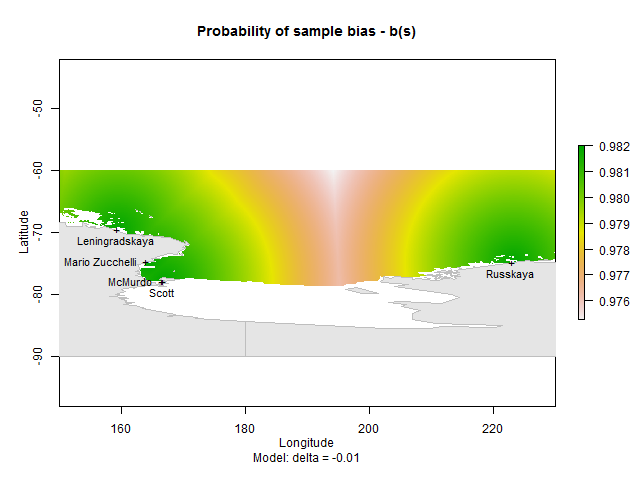 Probability of sample bias - b(s)
-50
-60
-70
-80
-90
Latitude
Leningradskaya
Mario Zucchelli
McMurdo
Scott
Russkaya
0.982
0.981
0.980
0.979
0.978
0.977
0.976
160
180
200
220
Longitude
Model: delta = -0.01